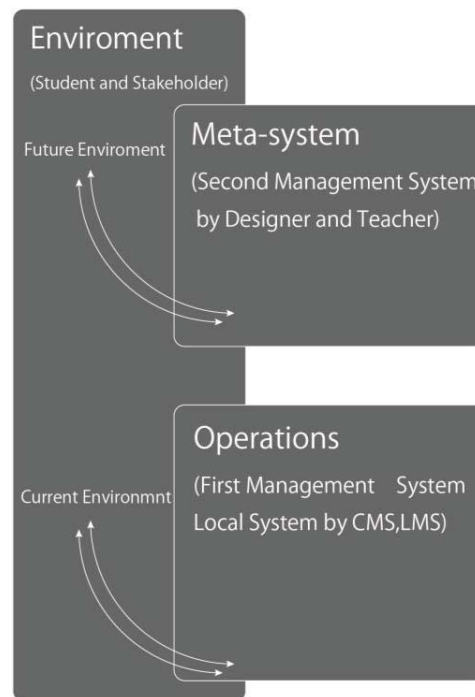 Enviroment
(Student and Stakeholder)
Future Enviroment
Meta-system
(Second Management System
by Designer and Teacher)
Operations
(First Management System
Local System by CMS,LMS)
Current Environmnt